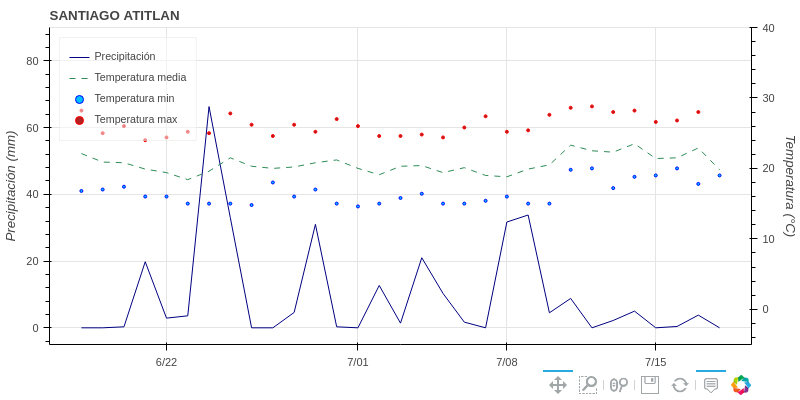 SANTIAGO ATITLAN
Precipitación
Temperatura media
Temperatura min
Temperatura max
Precipitación (mm)
80
60
40
20
0
40
30
20
10
0
Temperatura (°C)
6/22
7/01
7/08
7/15